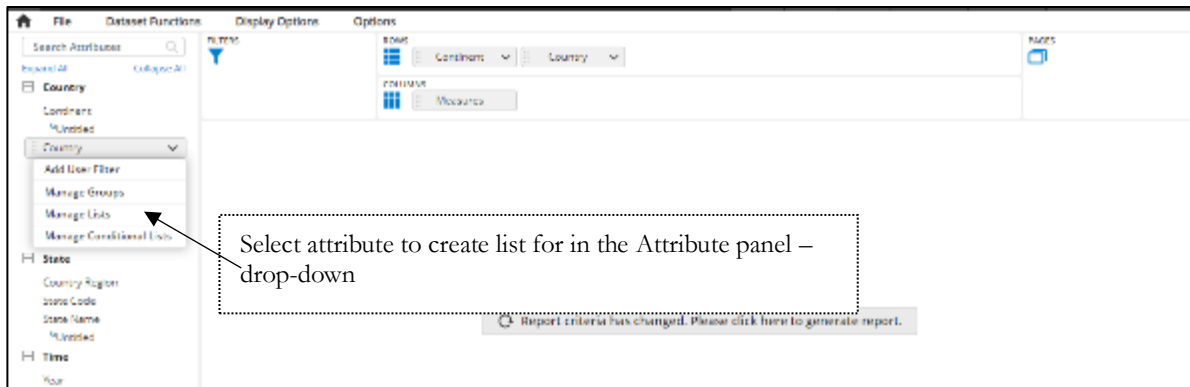 File Dataset Functions Display Options Options
Search Attributes
Expand All Collapse All
FILTERS
ROWS
Continent Country
PAGES
COLUMNS
Measures
Country
Continent
Untitled
Country
Add User Filter
Manage Groups
Manage Lists
Manage Conditional Lists
State
Country Region
State Code
State Name
Untitled
Time
Year
Select attribute to create list for in the Attribute panel –
drop-down
Report criteria has changed. Please click here to generate report.